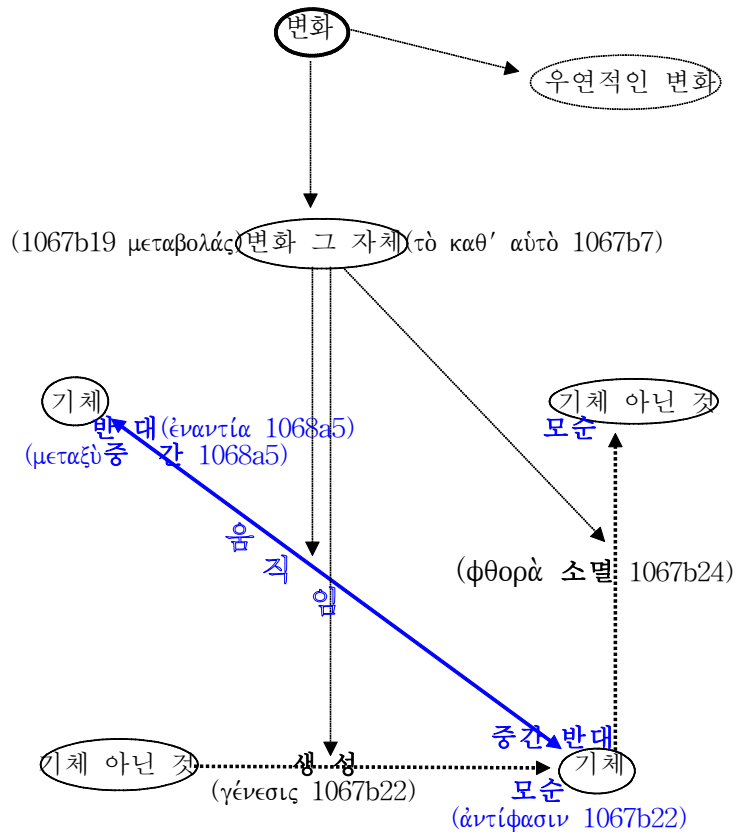 변화
우연적인 변화
(1067b19 μεταβολάς)변화 그 자체(τὸ καθ' αὑτὸ 1067b7)
기체
기체 아닌 것
반 대(ἐναντία 1068a5)
모순
(μεταξὺ중 간 1068a5)
움
직
임
(φθορὰ 소멸 1067b24)
중간 반대
기체 아닌 것
생 성
기체
(γένεσις 1067b22)
모순
(ἀντίφασιν 1067b22)